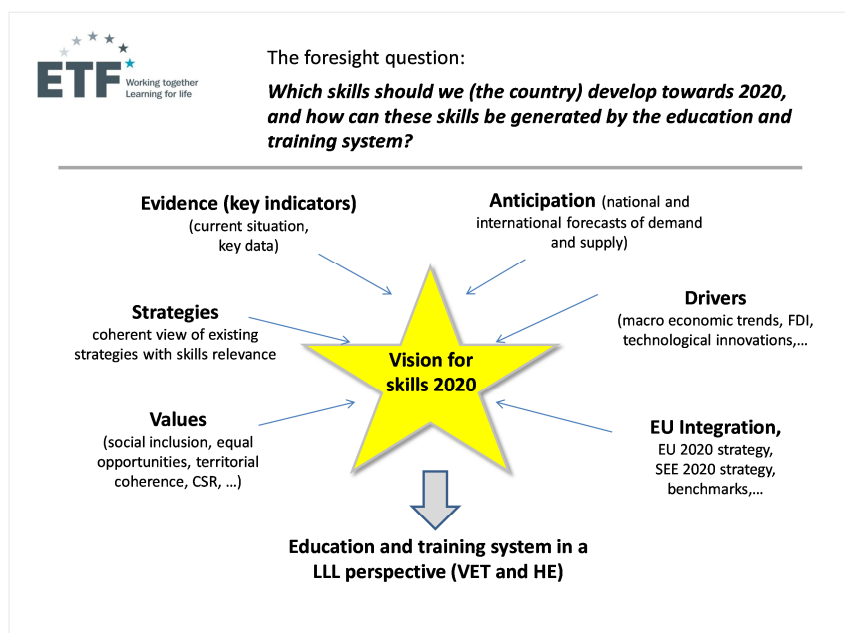 ETF
Working together
Learning for life
The foresight question:
Which skills should we (the country) develop towards 2020,
and how can these skills be generated by the education and
training system?
Evidence (key indicators)
(current situation,
key data)
Anticipation (national and
international forecasts of demand
and supply)
Strategies
coherent view of existing
strategies with skills relevance
Drivers
(macro economic trends, FDI,
technological innovations,...
Vision for
skills 2020
Values
(social inclusion, equal
opportunities, territorial
coherence, CSR, ...)
EU Integration,
EU 2020 strategy,
SEE 2020 strategy,
benchmarks,...
Education and training system in a
LLL perspective (VET and HE)